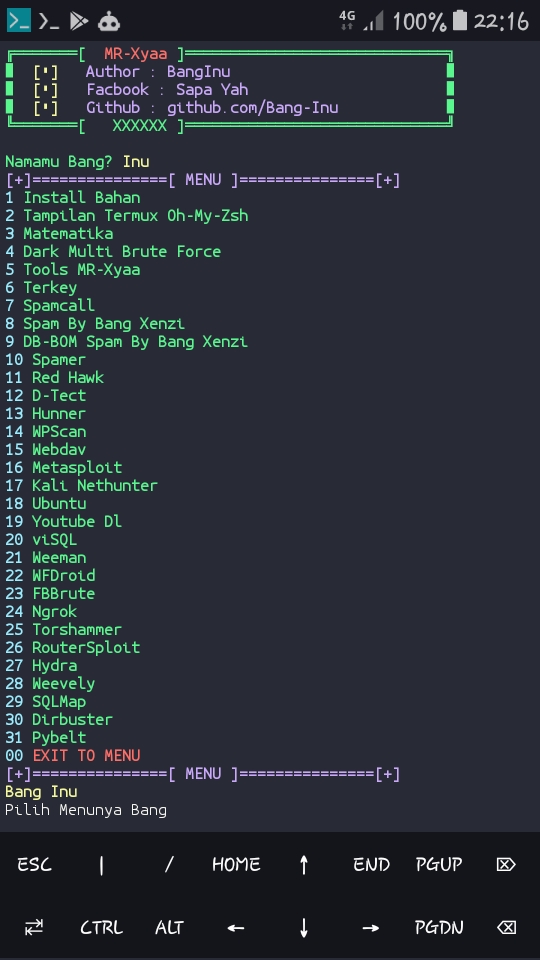 4G 100% 22:16
[ MR-Xyaa ]
["] Author : BangInu
["] Facbook : Sapa Yah
["] Github : github.com/Bang-Inu
[ XXXXXX ]
Namamu Bang? Inu
[+]===============[ MENU ]===============[+]
1 Install Bahan
2 Tampilan Termux Oh-My-Zsh
3 Matematika
4 Dark Multi Brute Force
5 Tools MR-Xyaa
6 Terkey
7 Spamcall
8 Spam By Bang Xenzi
9 DB-BOM Spam By Bang Xenzi
10 Spamer
11 Red Hawk
12 D-Tect
13 Hunner
14 WPScan
15 Webdav
16 Metasploit
17 Kali Nethunter
18 Ubuntu
19 Youtube Dl
20 viSQL
21 Weeman
22 WFDroid
23 FBBrute
24 Ngrok
25 Torshammer
26 RouterSploit
27 Hydra
28 Weevely
29 SQLMap
30 Dirbuster
31 Pybelt
00 EXIT TO MENU
[+]===============[ MENU ]===============[+]
Bang Inu
Pilih Menunya Bang
ESC | / HOME ↑ END PGUP ⌦
⇄ CTRL ALT ← ↓ → PGDN ⌫